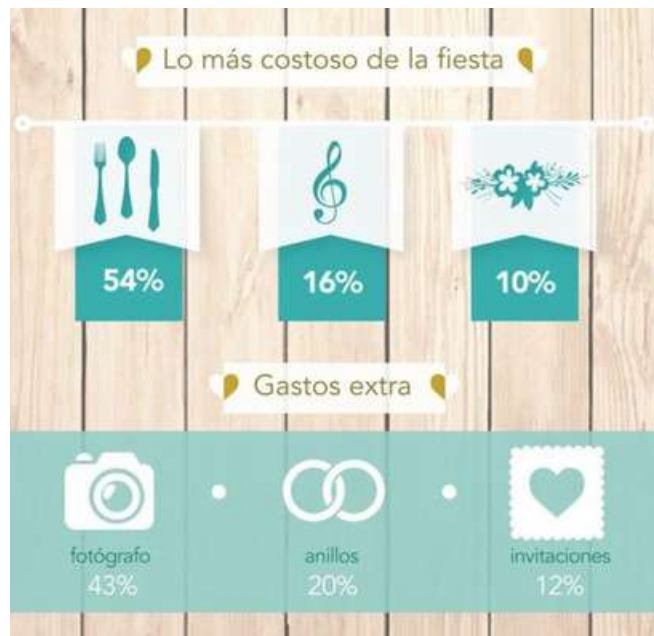 Lo más costoso de la fiesta
54% 16% 10%
Gastos extra
fotógrafo anillos invitaciones
43% 20% 12%